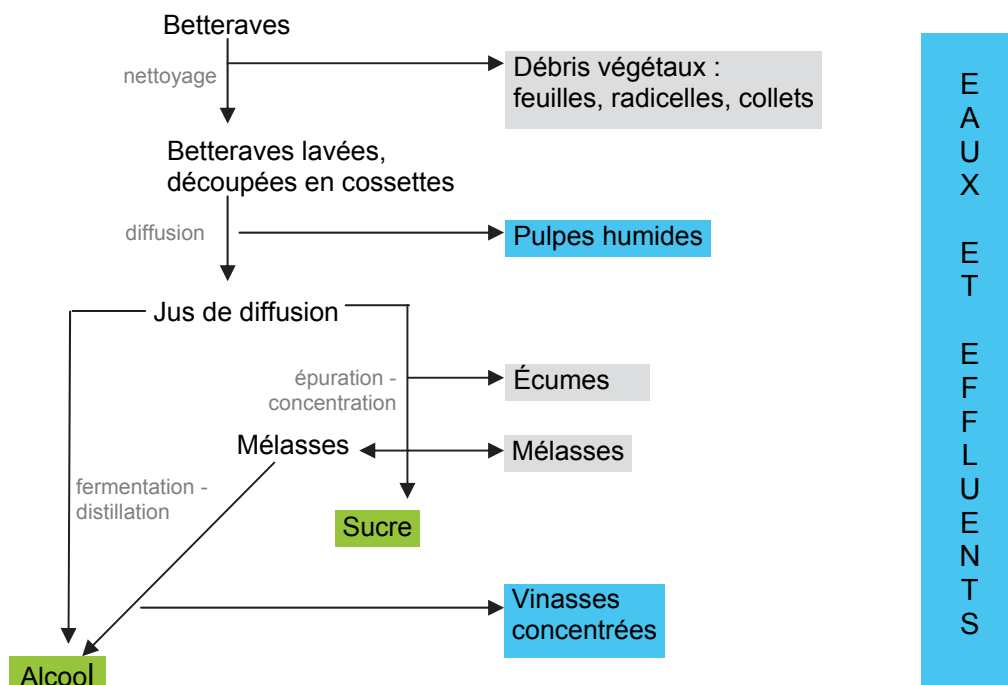 Betteraves
nettoyage
Débris végétaux :
feuilles, radicelles, collets
Betteraves lavées,
découpées en cossettes
diffusion
Pulpes humides
Jus de diffusion
épuration -
concentration
Écumes
Mélasses
Mélasses
fermentation -
distillation
Sucre
Vinasses
concentrées
Alcool
EAUX ET EFFLUENTS